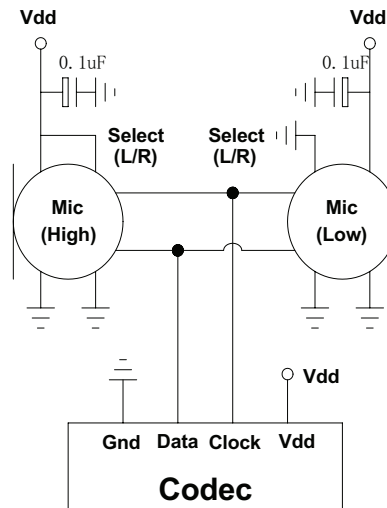 Vdd Vdd
0.1uF 0.1uF
Select Select
(L/R) (L/R)
Mic Mic
(High) (Low)
Vdd
Gnd Data Clock Vdd
Codec